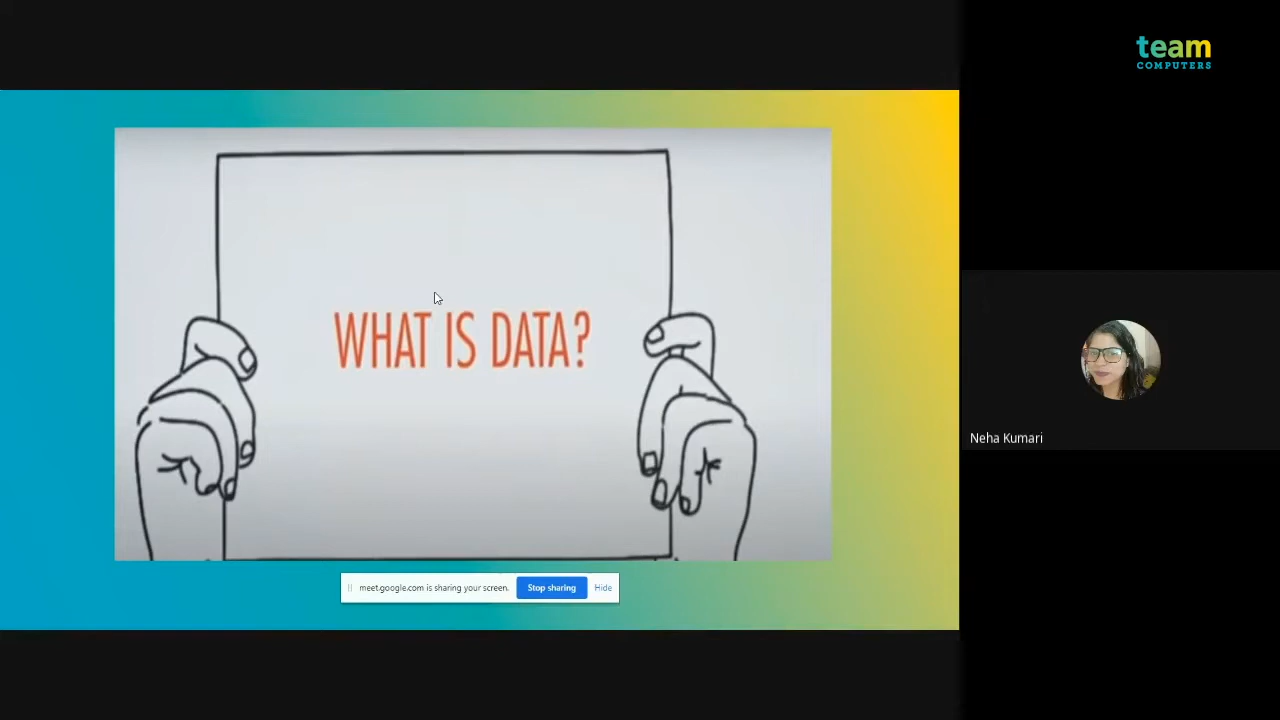 team
COMPUTERS
WHAT IS DATA?
Neha Kumari
meet.google.com is sharing your screen. Stop sharing Hide